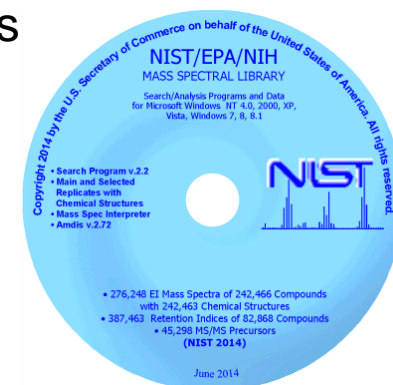 s
Copyright 2014 by the U.S. Secretary of Commerce on behalf of the United States of America. All rights reserved.
NIST/EPA/NIH
MASS SPECTRAL LIBRARY
Search/Analysis Programs and Data
for Microsoft Windows NT 4.0, 2000, XP,
Vista, Windows 7, 8, 8.1
• Search Program v.2.2
• Main and Selected
Replicates with
Chemical Structures
• Mass Spec Interpreter
• Amdis v.2.72
NIST
• 276,248 EI Mass Spectra of 242,466 Compounds
with 242,463 Chemical Structures
• 387,463 Retention Indices of 82,868 Compounds
• 45,298 MS/MS Precursors
(NIST 2014)
June 2014